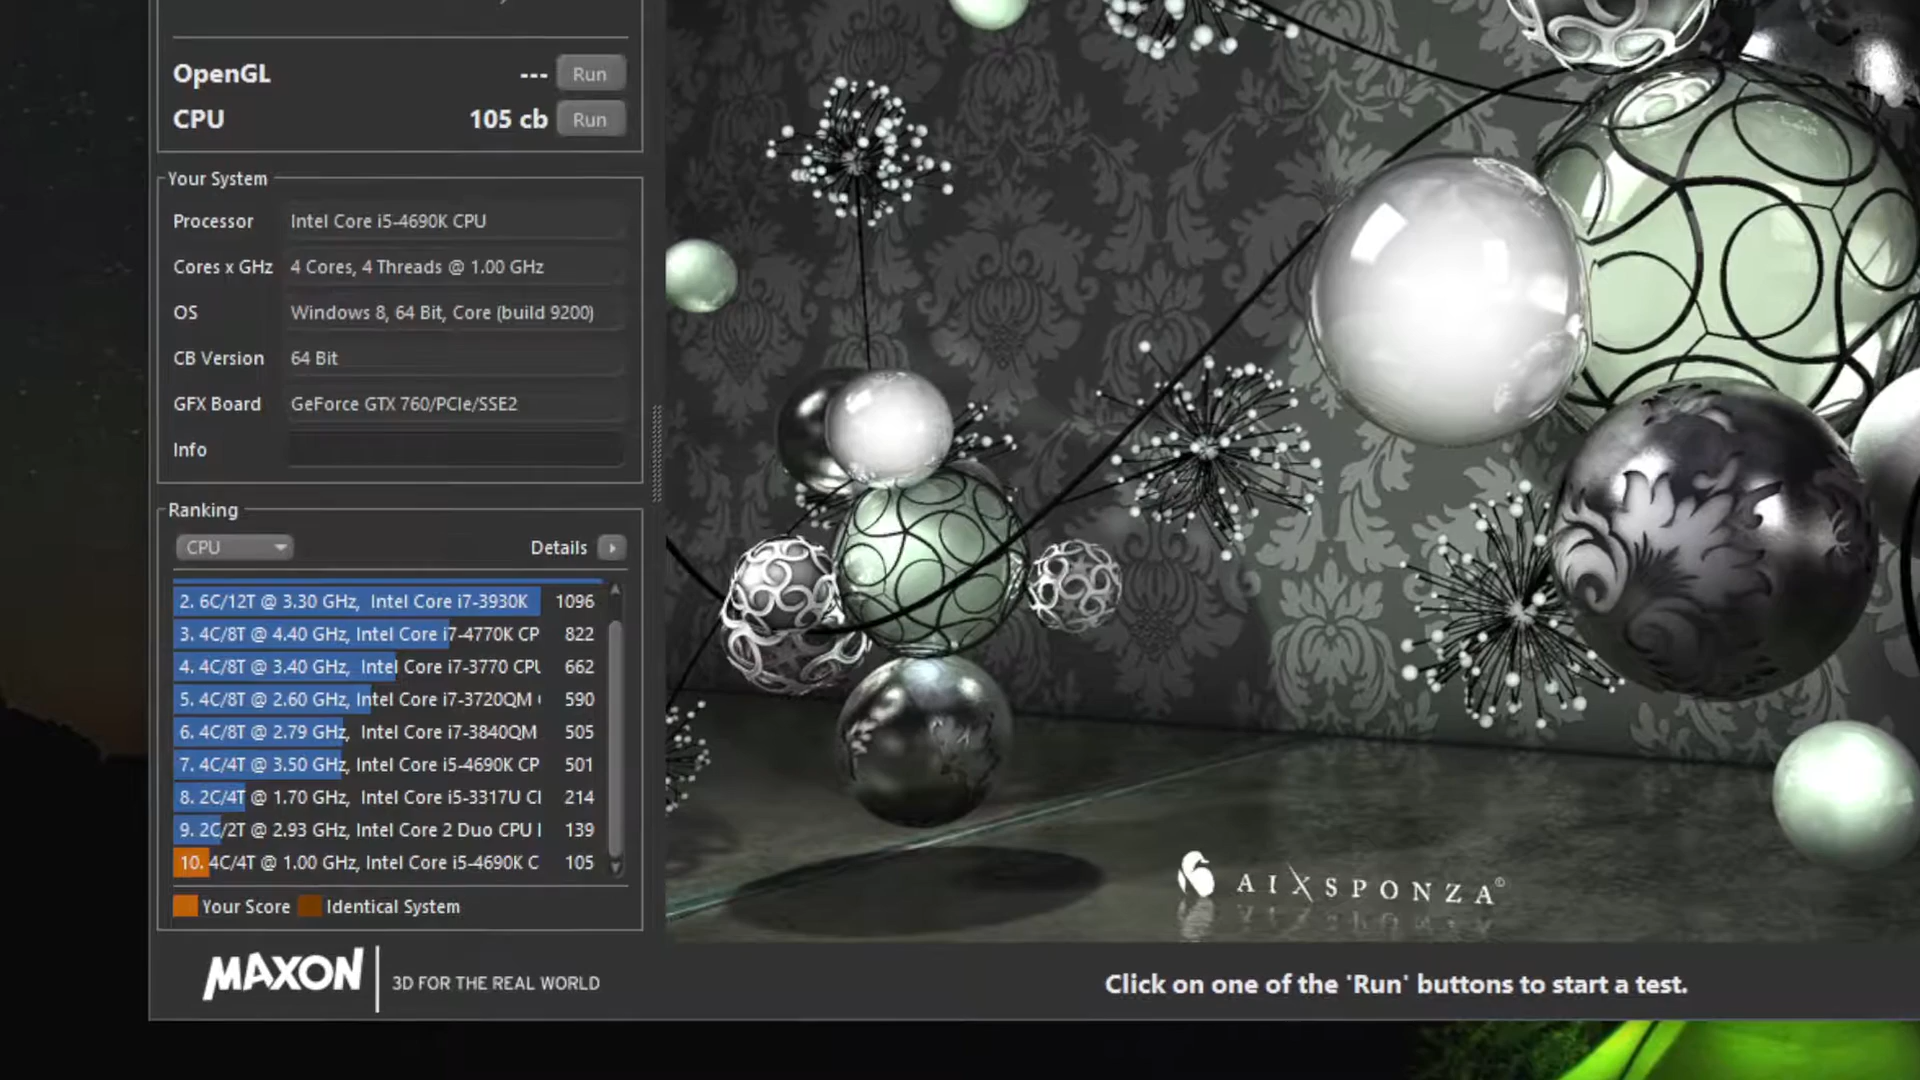 OpenGL --- Run
CPU 105 cb Run
Your System
Processor Intel Core i5-4690K CPU
Cores x GHz 4 Cores, 4 Threads @ 1.00 GHz
OS Windows 8, 64 Bit, Core (build 9200)
CB Version 64 Bit
GFX Board GeForce GTX 760/PCIe/SSE2
Info
Ranking
CPU Details
2. 6C/12T @ 3.30 GHz, Intel Core i7-3930K 1096
3. 4C/8T @ 4.40 GHz, Intel Core i7-4770K CP 822
4. 4C/8T @ 3.40 GHz, Intel Core i7-3770 CPU 662
5. 4C/8T @ 2.60 GHz, Intel Core i7-3720QM 590
6. 4C/8T @ 2.79 GHz, Intel Core i7-3840QM 505
7. 4C/4T @ 3.50 GHz, Intel Core i5-4690K CP 501
8. 2C/4T @ 1.70 GHz, Intel Core i5-3317U 214
9. 2C/2T @ 2.93 GHz, Intel Core 2 Duo CPU 139
10. 4C/4T @ 1.00 GHz, Intel Core i5-4690K C 105
Your Score Identical System
AIXSPONZA©
MAXON 3D FOR THE REAL WORLD
Click on one of the 'Run' buttons to start a test.